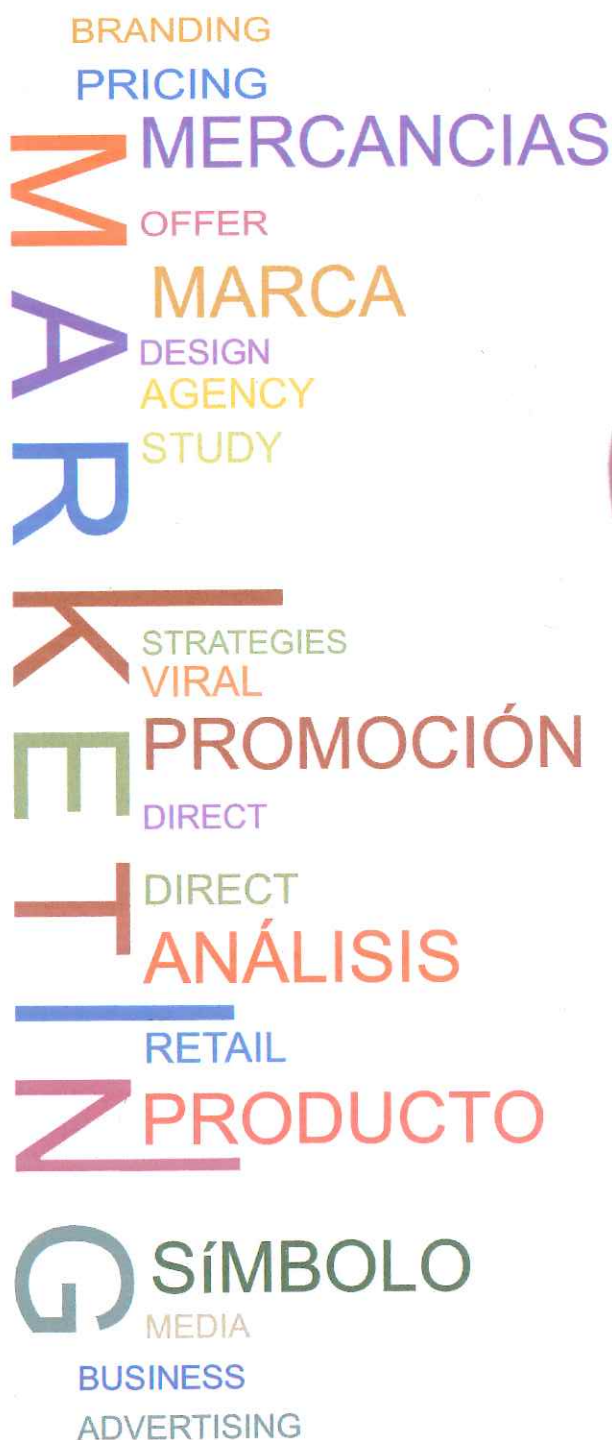 BRANDING
PRICING
MERCANCIAS
OFFER
MARCA
DESIGN
AGENCY
STUDY
STRATEGIES
VIRAL
PROMOCIÓN
DIRECT
DIRECT
ANÁLISIS
RETAIL
PRODUCTO
SíMBOLO
MEDIA
BUSINESS
ADVERTISING
MARKETING